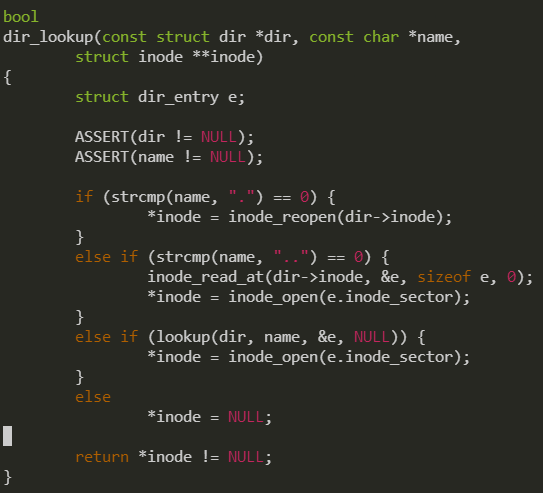 bool
dir_lookup(const struct dir *dir, const char *name,
        struct inode **inode)
{
        struct dir_entry e;

        ASSERT(dir != NULL);
        ASSERT(name != NULL);

        if (strcmp(name, ".") == 0) {
                *inode = inode_reopen(dir->inode);
        }
        else if (strcmp(name, "..") == 0) {
                inode_read_at(dir->inode, &e, sizeof e, 0);
                *inode = inode_open(e.inode_sector);
        }
        else if (lookup(dir, name, &e, NULL)) {
                *inode = inode_open(e.inode_sector);
        }
        else
                *inode = NULL;

        return *inode != NULL;
}